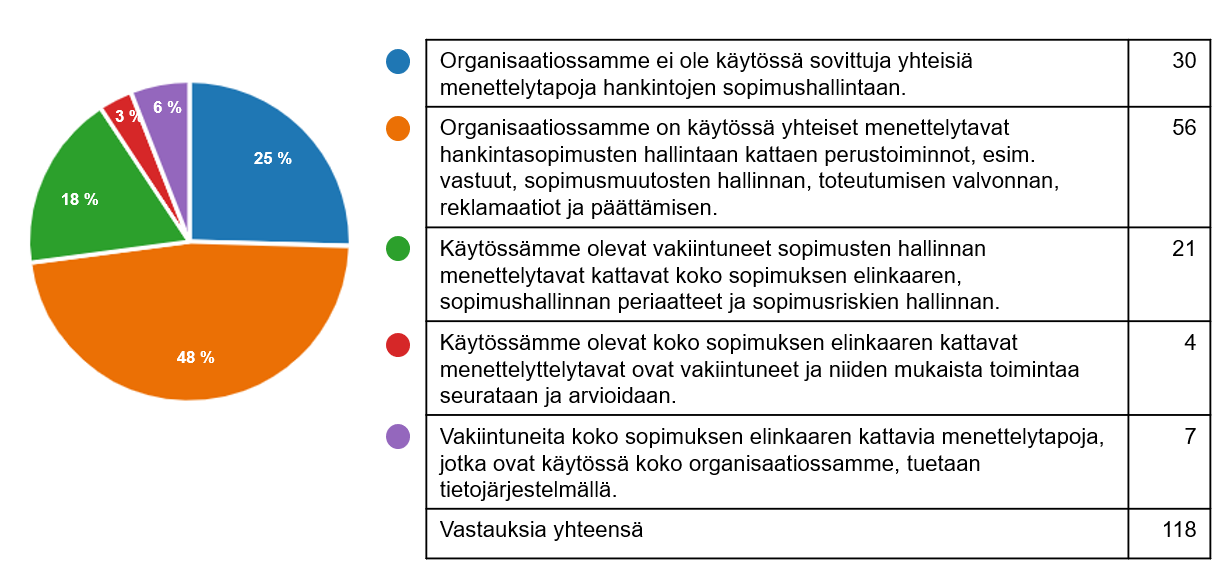 25 %
48 %
18 %
3 %
6 %
Organisaatiossamme ei ole käytössä sovittuja yhteisiä
menettelytapoja hankintojen sopimushallintaan.
30
Organisaatiossamme on käytössä yhteiset menettelytavat
hankintasopimusten hallintaan kattaen perustoiminnot, esim.
vastuut, sopimusmuutosten hallinnan, toteutumisen valvonnan,
reklamaatiot ja päättämisen.
56
Käytössämme olevat vakiintuneet sopimusten hallinnan
menettelytavat kattavat koko sopimuksen elinkaaren,
sopimushallinnan periaatteet ja sopimusriskien hallinnan.
21
Käytössämme olevat koko sopimuksen elinkaaren kattavat
menettelyttelytavat ovat vakiintuneet ja niiden mukaista toimintaa
seurataan ja arvioidaan.
4
Vakiintuneita koko sopimuksen elinkaaren kattavia menettelytapoja,
jotka ovat käytössä koko organisaatiossamme, tuetaan
tietojärjestelmällä.
7
Vastauksia yhteensä
118